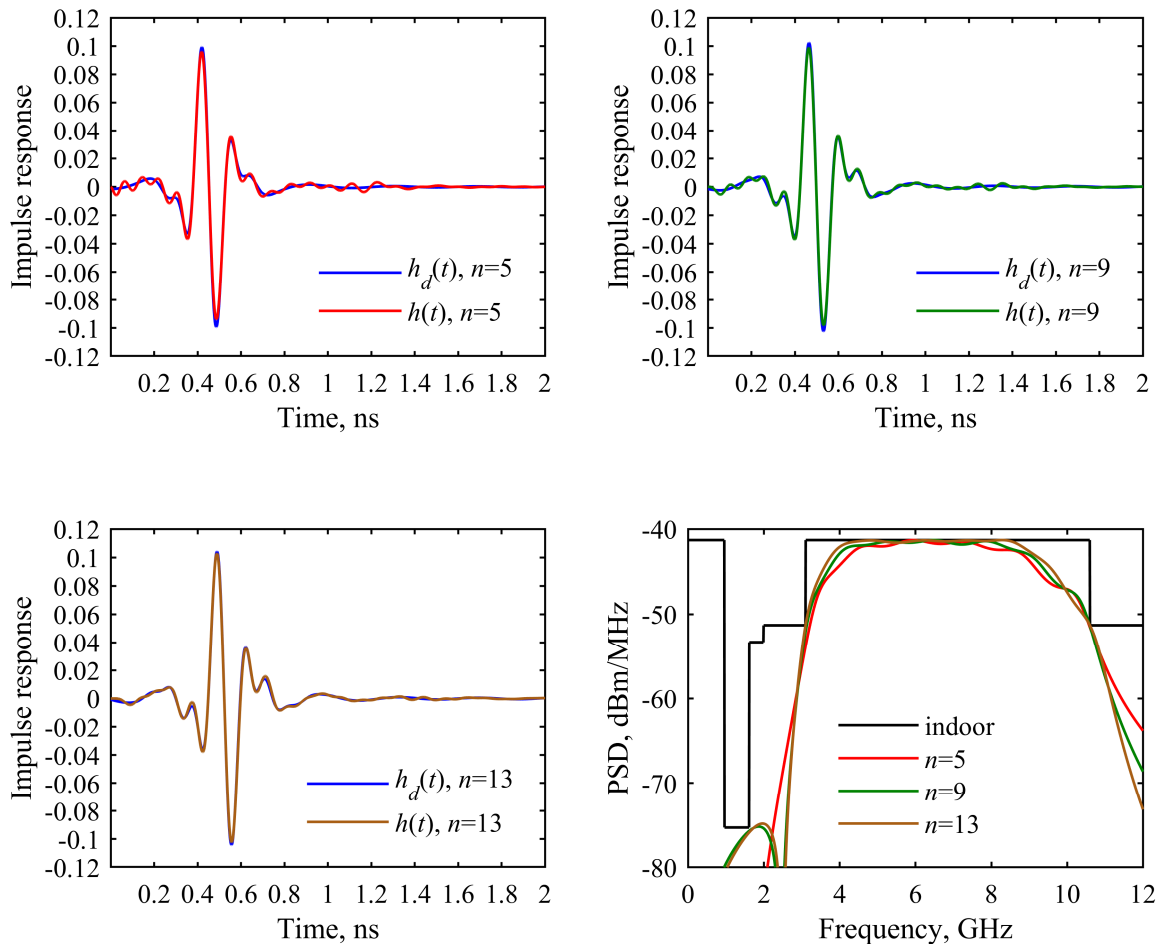 0.12
0.1
0.08
0.06
0.04
0.02
0
-0.02
-0.04
-0.06
-0.08
-0.1
-0.12
Impulse response
h_d(t), n=5
h(t), n=5
0.2 0.4 0.6 0.8 1 1.2 1.4 1.6 1.8 2
Time, ns
0.12
0.1
0.08
0.06
0.04
0.02
0
-0.02
-0.04
-0.06
-0.08
-0.1
-0.12
Impulse response
h_d(t), n=9
h(t), n=9
0.2 0.4 0.6 0.8 1 1.2 1.4 1.6 1.8 2
Time, ns
0.12
0.1
0.08
0.06
0.04
0.02
0
-0.02
-0.04
-0.06
-0.08
-0.1
-0.12
Impulse response
h_d(t), n=13
h(t), n=13
0.2 0.4 0.6 0.8 1 1.2 1.4 1.6 1.8 2
Time, ns
-40
-50
-60
-70
-80
PSD, dBm/MHz
indoor
n=5
n=9
n=13
0 2 4 6 8 10 12
Frequency, GHz